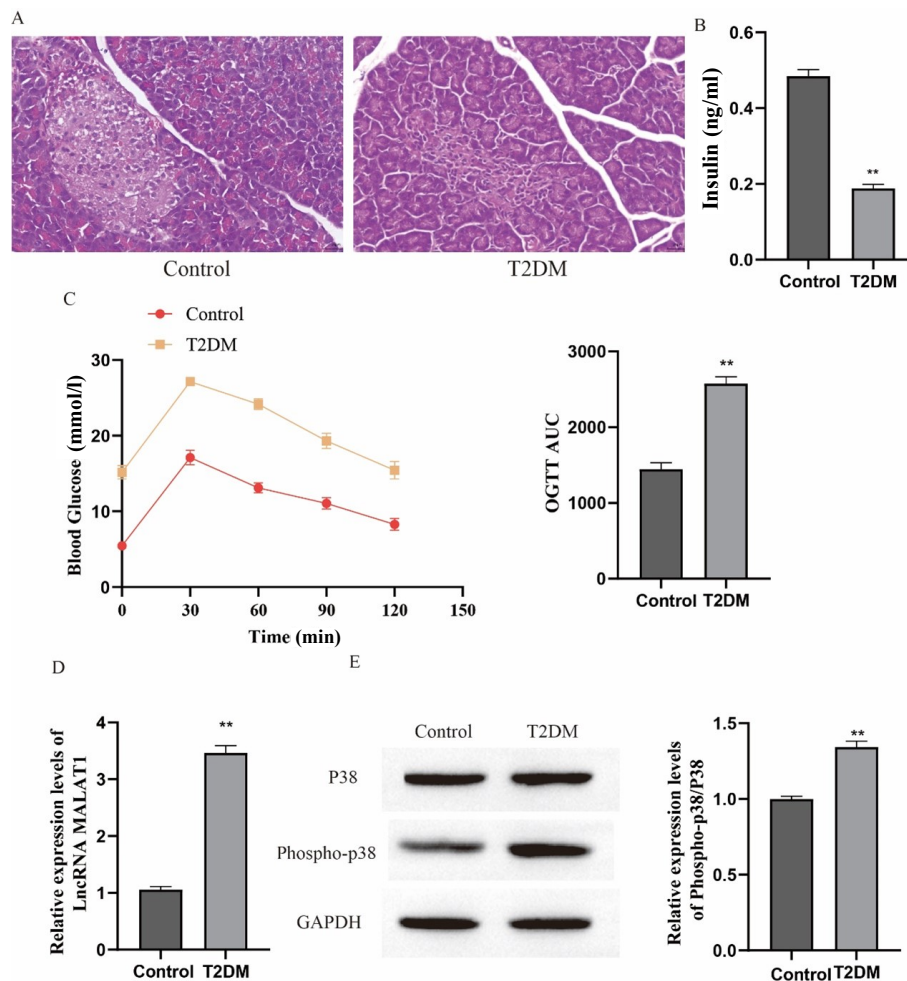 A
Control
T2DM
B
Insulin (ng/ml)
0.6
0.4
0.2
0.0
**
Control T2DM
C
Control
T2DM
Blood Glucose (mmol/l)
30
20
10
0
0 30 60 90 120 150
Time (min)
OGTT AUC
3000
2000
1000
0
**
Control T2DM
D
Relative expression levels of
LncRNA MALAT1
4
3
2
1
0
**
Control T2DM
E
Control T2DM
P38
Phospho-p38
GAPDH
Relative expression levels
of Phospho-p38/P38
1.5
1.0
0.5
0.0
**
Control T2DM